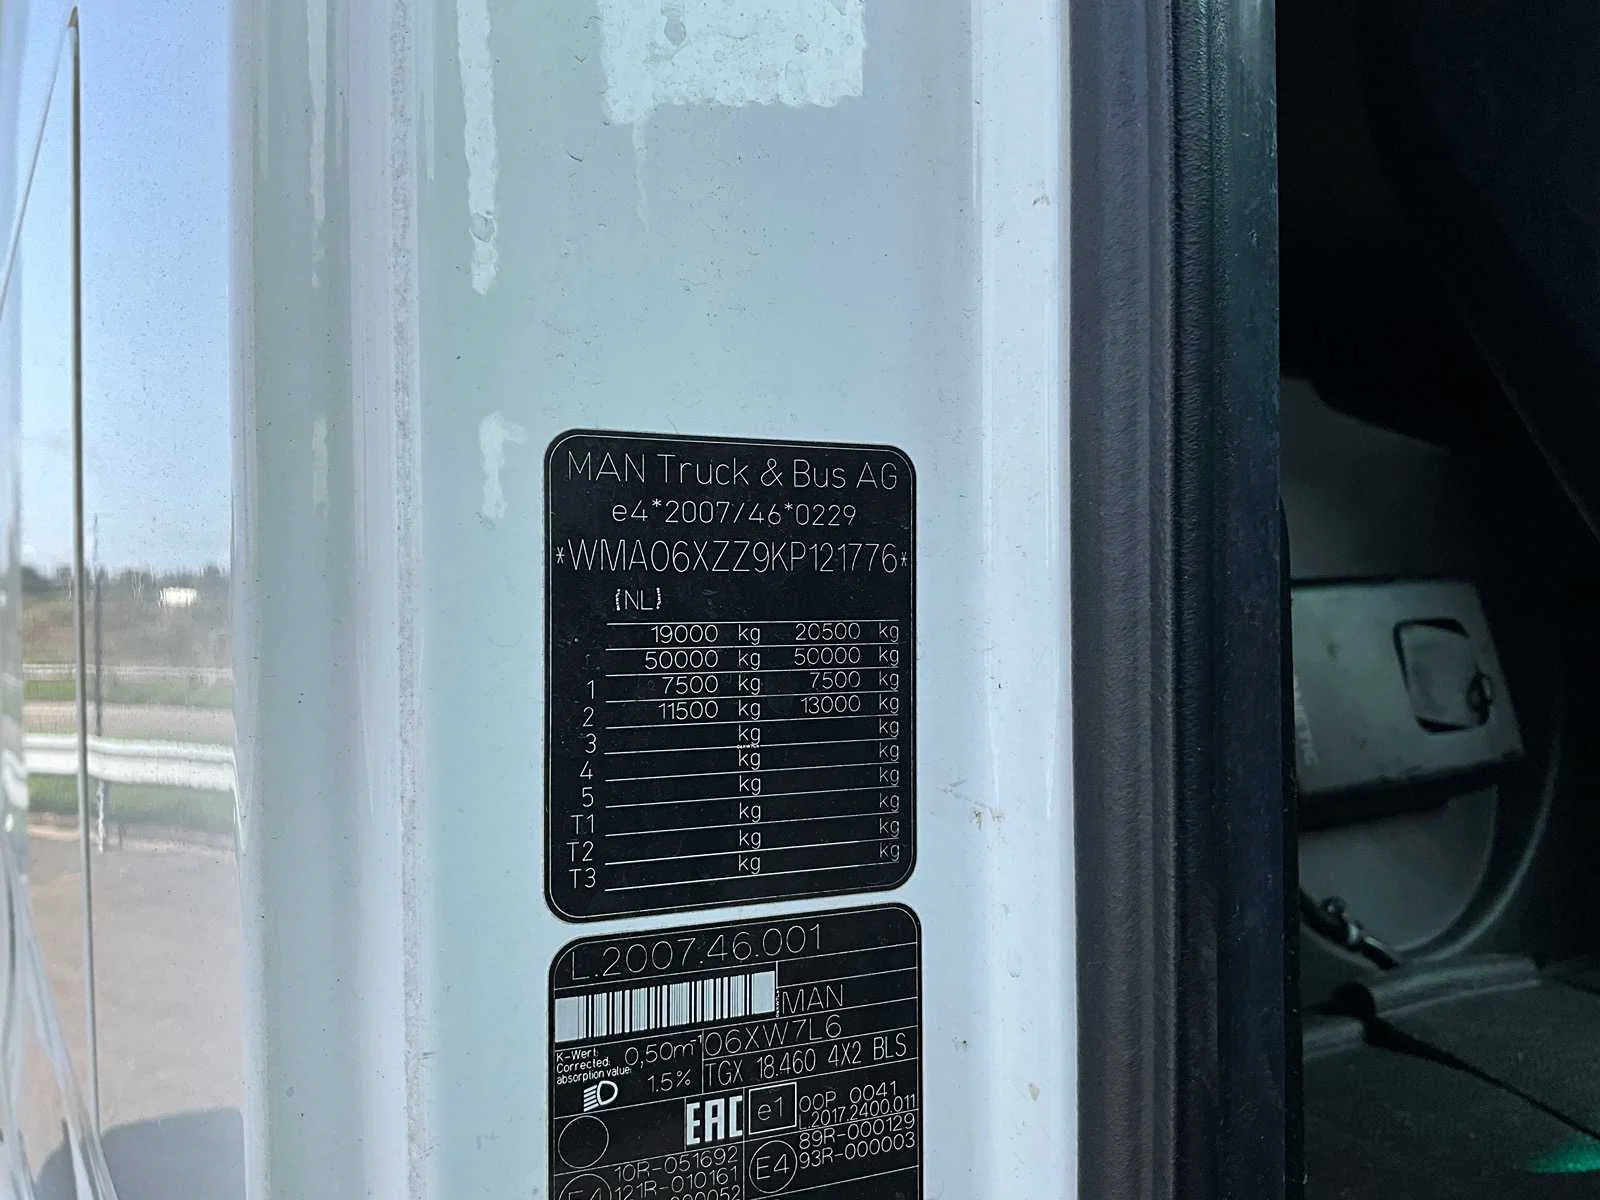 MAN Truck & Bus AG
e4*2007/46*0229
*WMA06XZZ9KP121776*
(NL)
19000 kg 20500 kg
50000 kg 50000 kg
1 7500 kg 7500 kg
2 11500 kg 13000 kg
3 kg kg
4 kg kg
5 kg kg
T1 kg kg
T2 kg kg
T3 kg kg
L.2007.46.001
MAN
06XW7L6
K-Wert
Corrected
absorption value
0,50m-1
TGX 18.460 4X2 BLS
1.5%
EAC
e1
OOP 0041
L.2017.2400.011
89R-000129
E4
93R-000003
10R-051692
E4
121R-010161